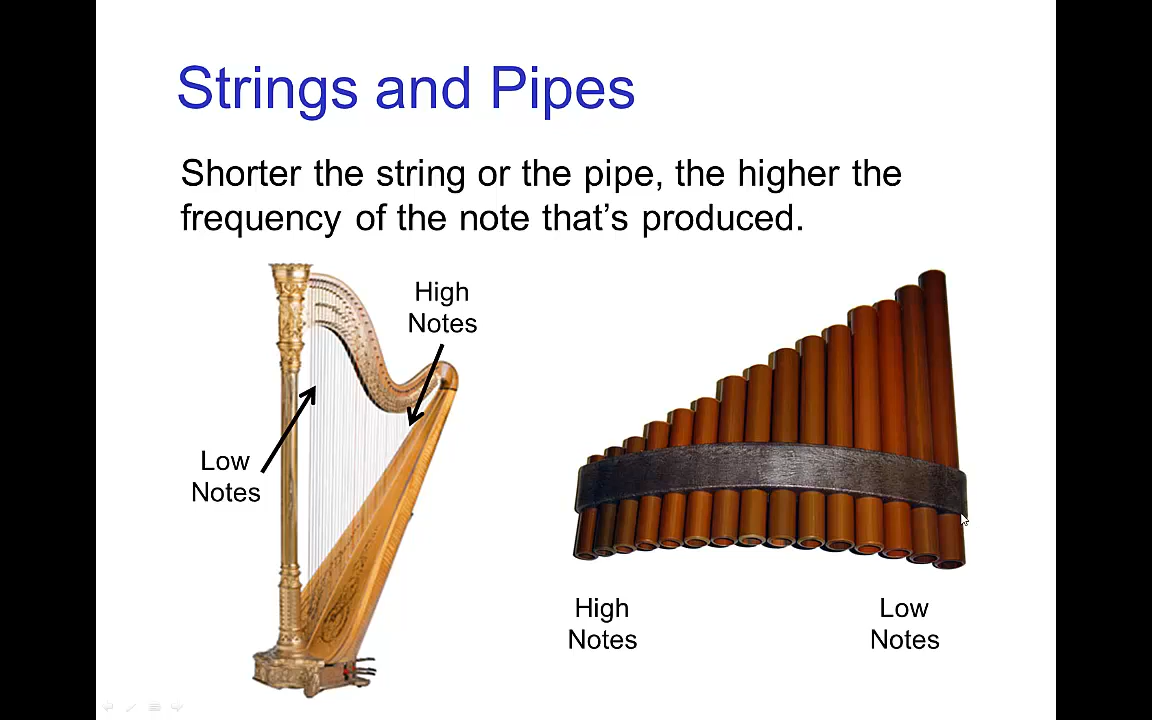 Strings and Pipes
Shorter the string or the pipe, the higher the
frequency of the note that’s produced.
High
Notes
Low
Notes
High
Notes
Low
Notes